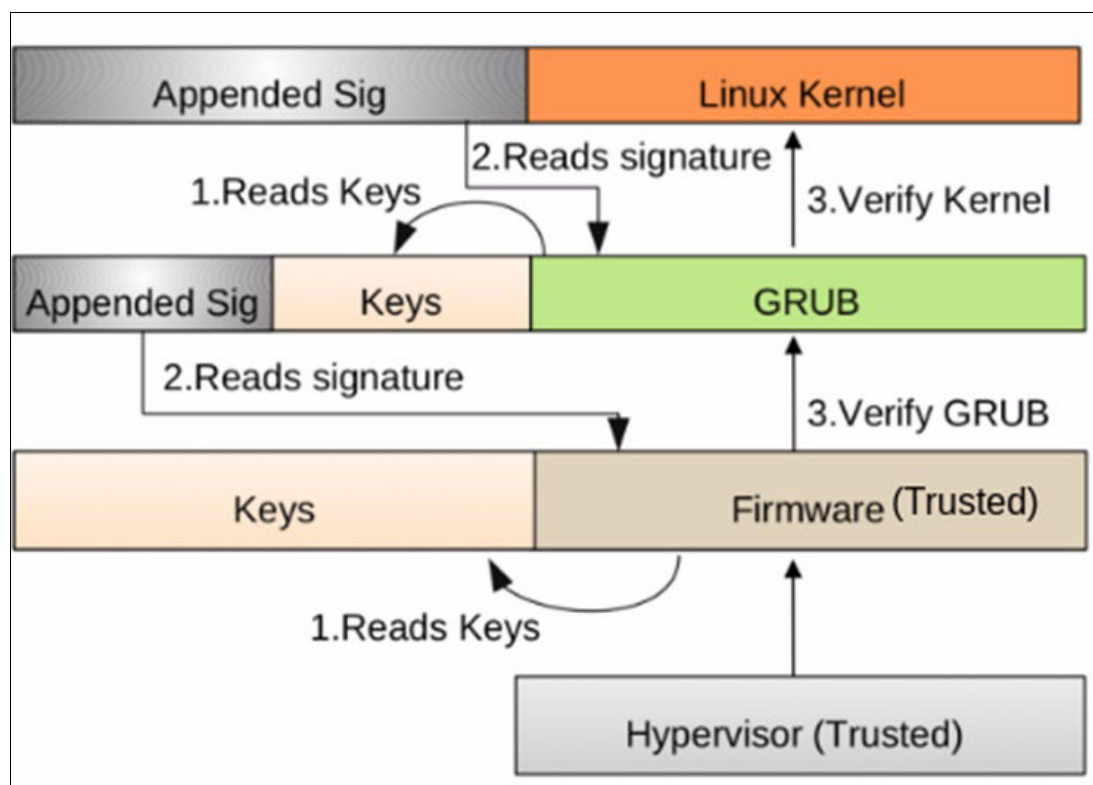 Appended Sig
Linux Kernel
2.Reads signature
1.Reads Keys
3.Verify Kernel
Appended Sig
Keys
GRUB
2.Reads signature
3.Verify GRUB
Keys
Firmware (Trusted)
1.Reads Keys
Hypervisor (Trusted)